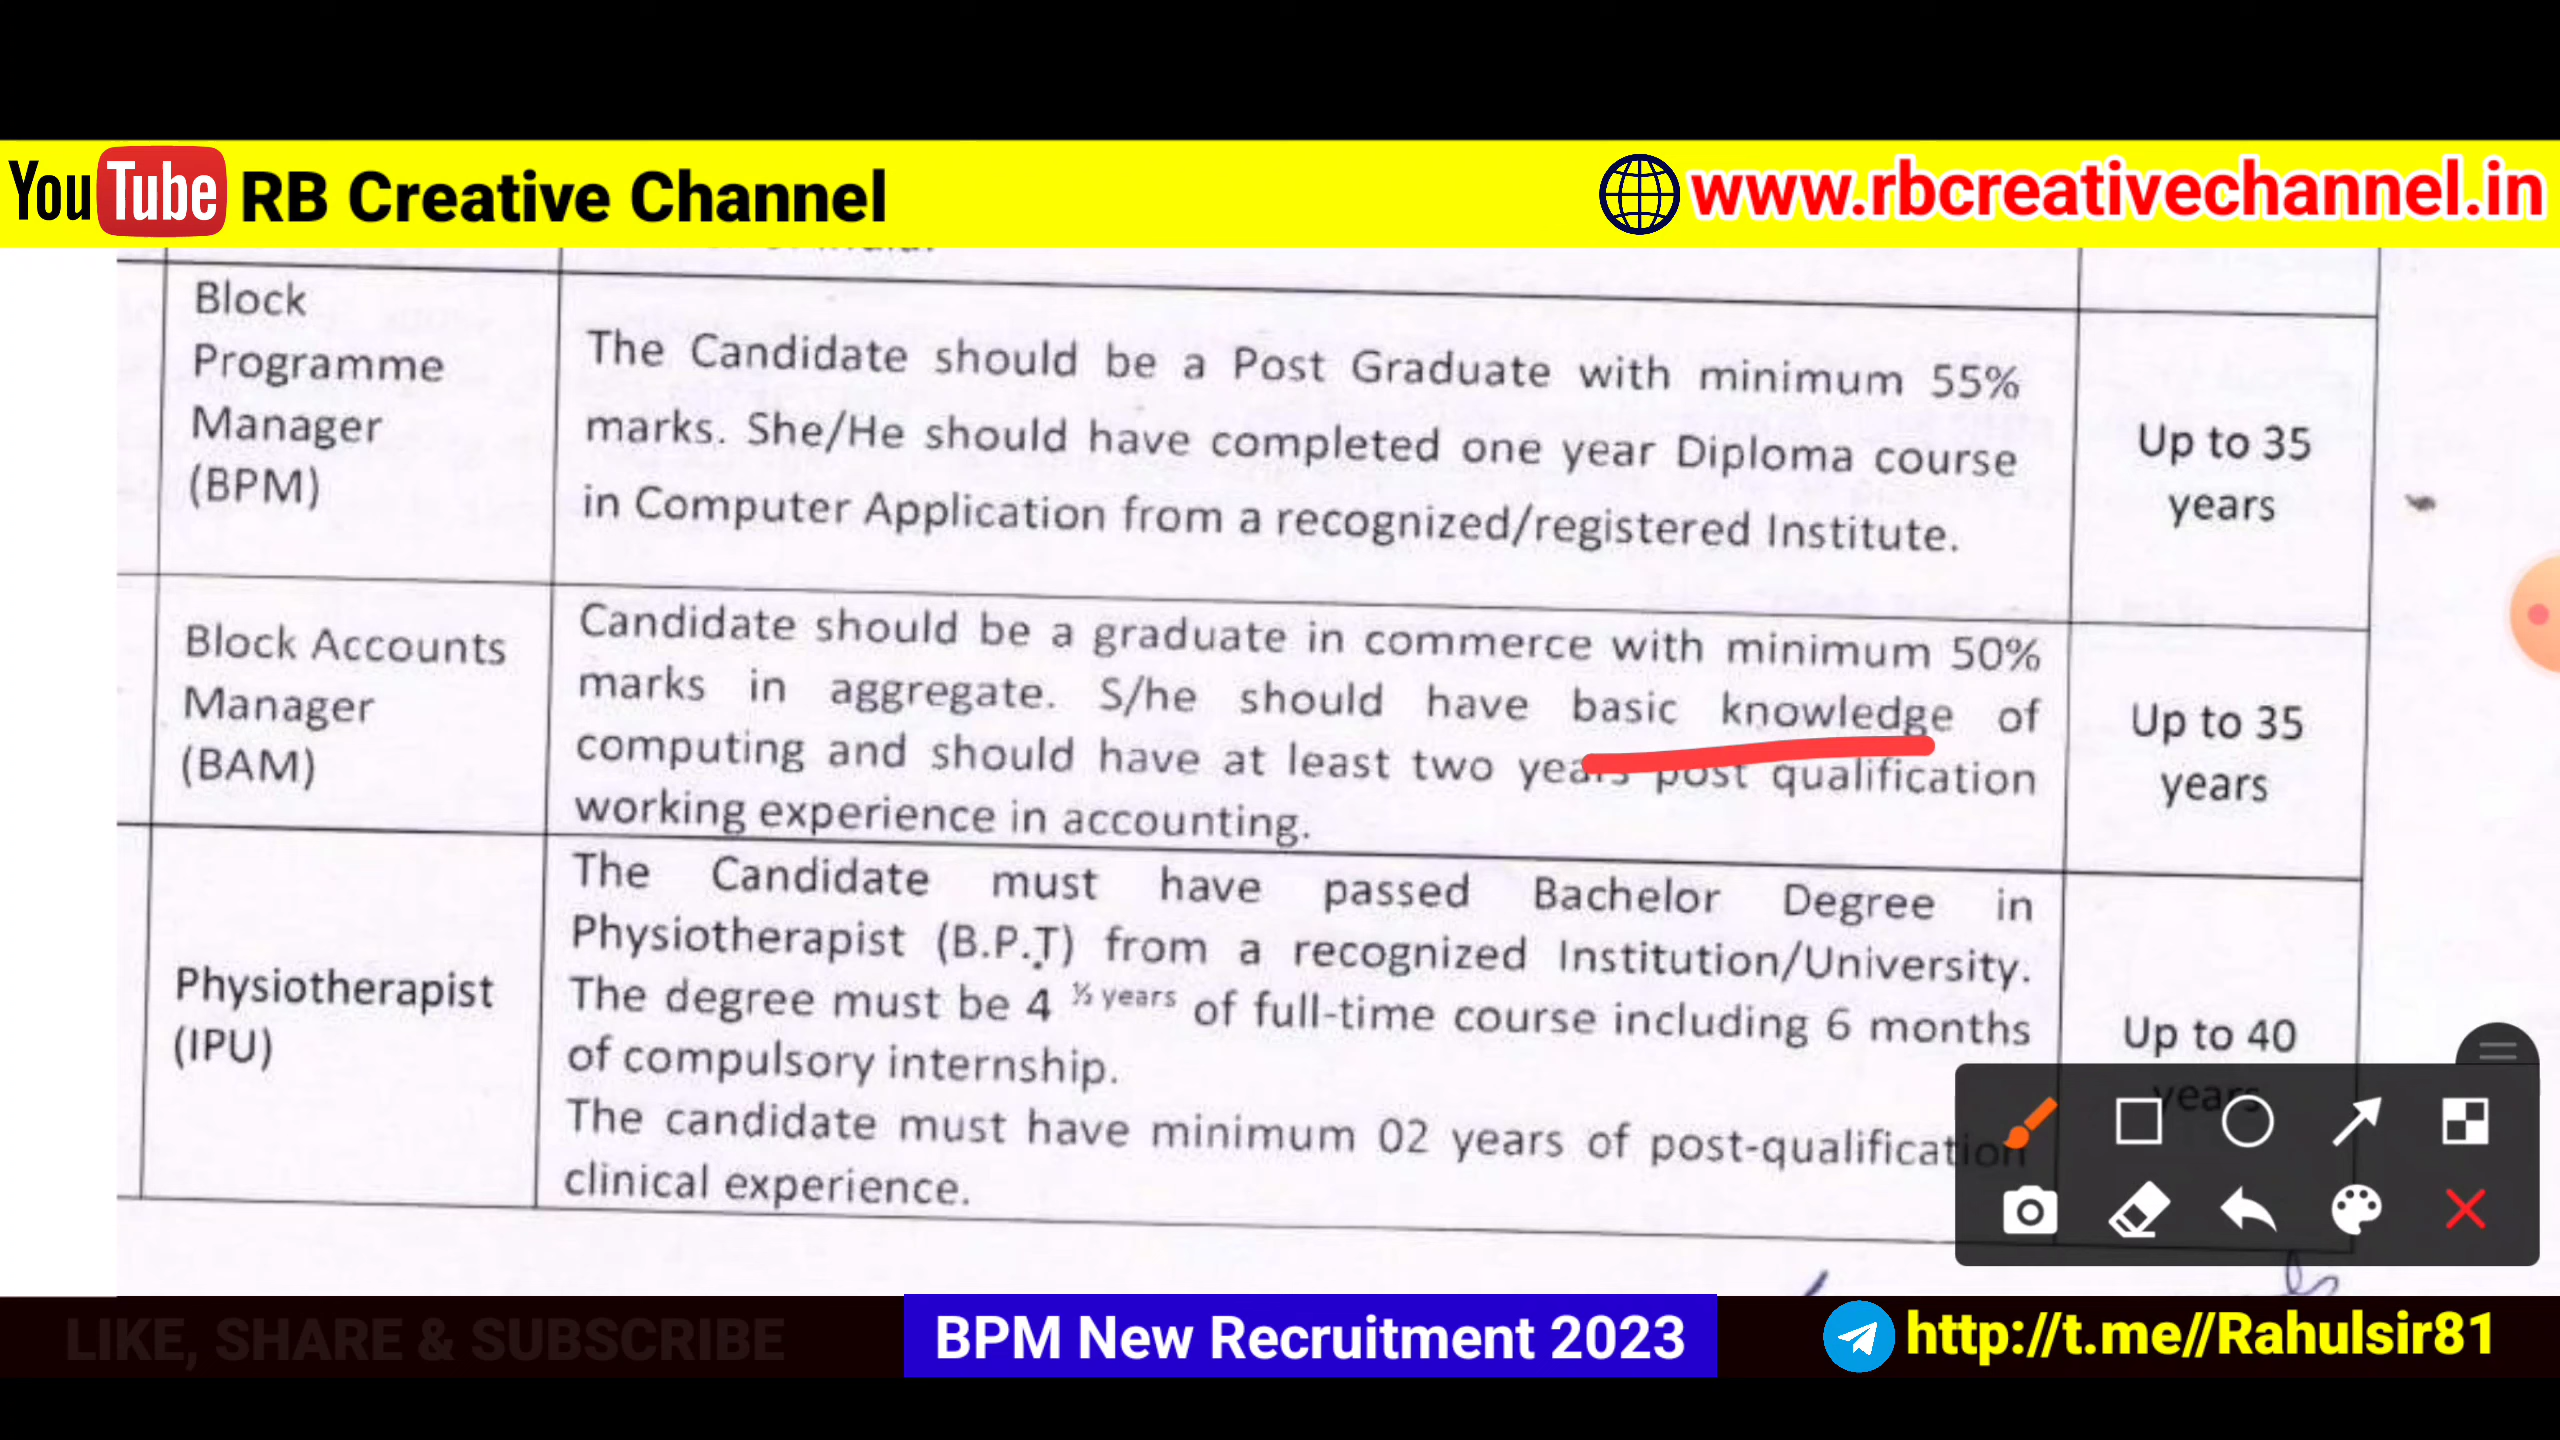 YouTube RB Creative Channel
www.rbcreativechannel.in
Block
Programme
Manager
(BPM)
The Candidate should be a Post Graduate with minimum 55%
marks. She/He should have completed one year Diploma course
in Computer Application from a recognized/registered Institute.
Up to 35
years
Block Accounts
Manager
(BAM)
Candidate should be a graduate in commerce with minimum 50%
marks in aggregate. S/he should have basic knowledge of
computing and should have at least two years post qualification
working experience in accounting.
Up to 35
years
Physiotherapist
(IPU)
The Candidate must have passed Bachelor Degree in
Physiotherapist (B.P.T) from a recognized Institution/University.
The degree must be 4 ½ years of full-time course including 6 months
of compulsory internship.
The candidate must have minimum 02 years of post-qualification
clinical experience.
Up to 40
years
LIKE, SHARE & SUBSCRIBE
BPM New Recruitment 2023
http://t.me//Rahulsir81